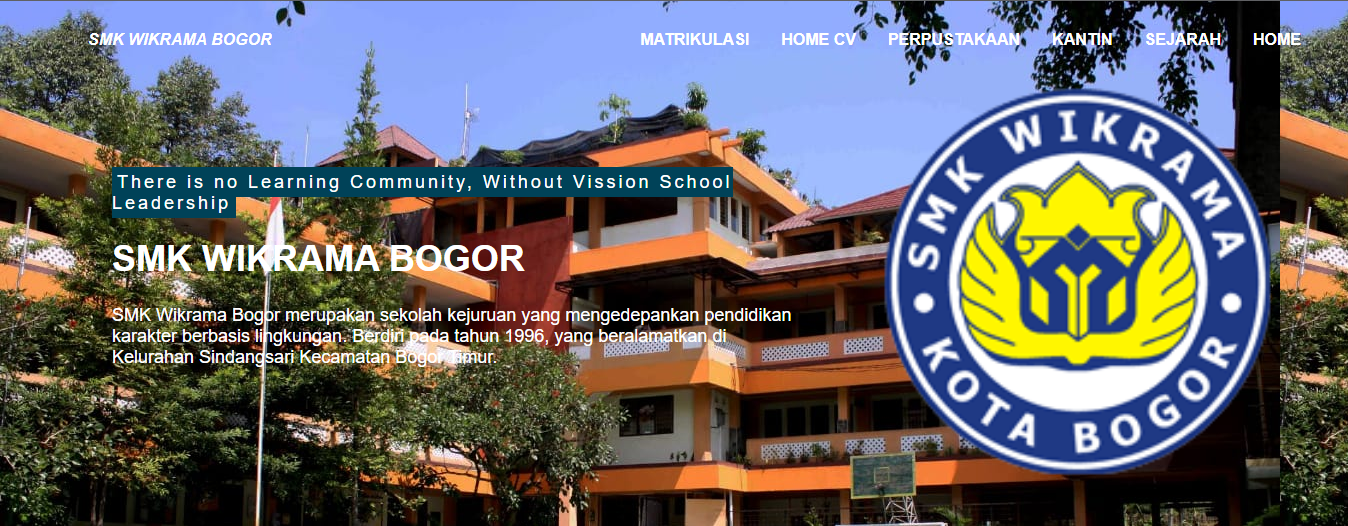 SMK WIKRAMA BOGOR
MATRIKULASI HOME CV PERPUSTAKAAN KANTIN SEJARAH HOME
There is no Learning Community, Without Vission School
Leadership
SMK WIKRAMA BOGOR
SMK Wikrama Bogor merupakan sekolah kejuruan yang mengedepankan pendidikan
karakter berbasis lingkungan. Berdiri pada tahun 1996, yang beralamatkan di
Kelurahan Sindangsari Kecamatan Bogor Timur.
SMK WIKRAMA
KOTA BOGOR